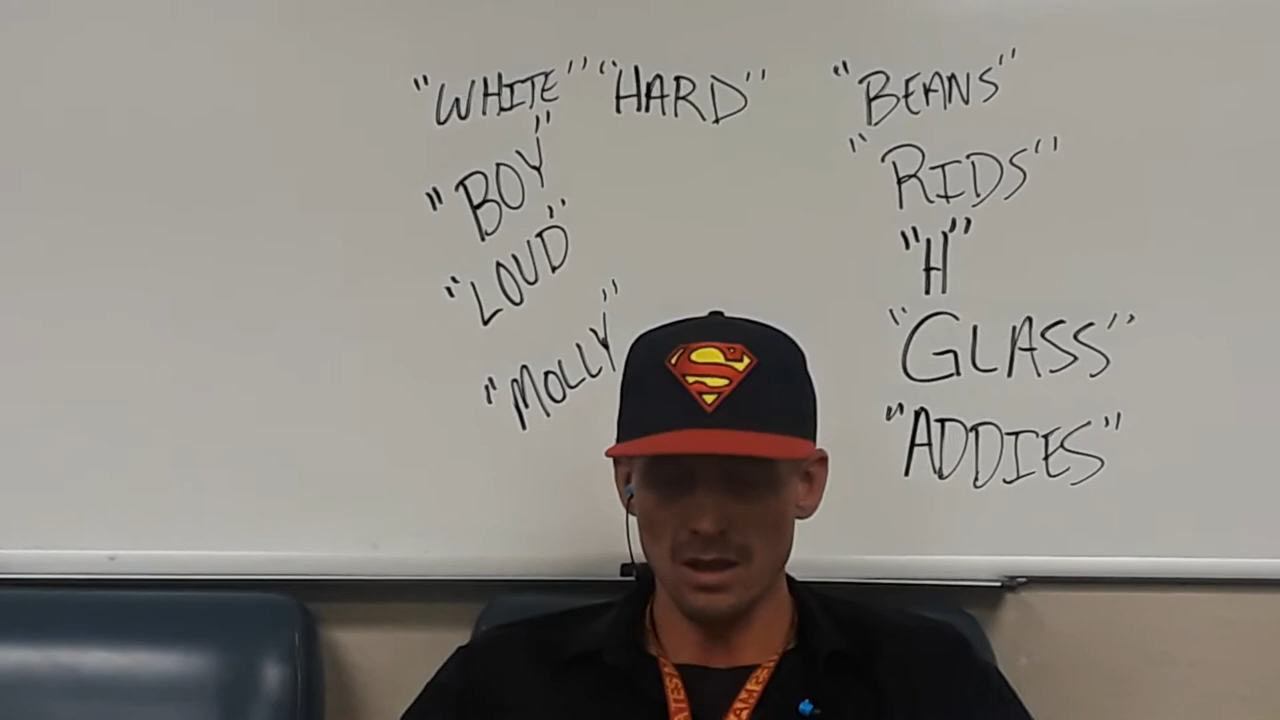 "WHITE" "HARD" "BEANS"
"BOY" "RIDS"
"LOUD" "H"
"MOLLY" "GLASS"
"ADDIES"